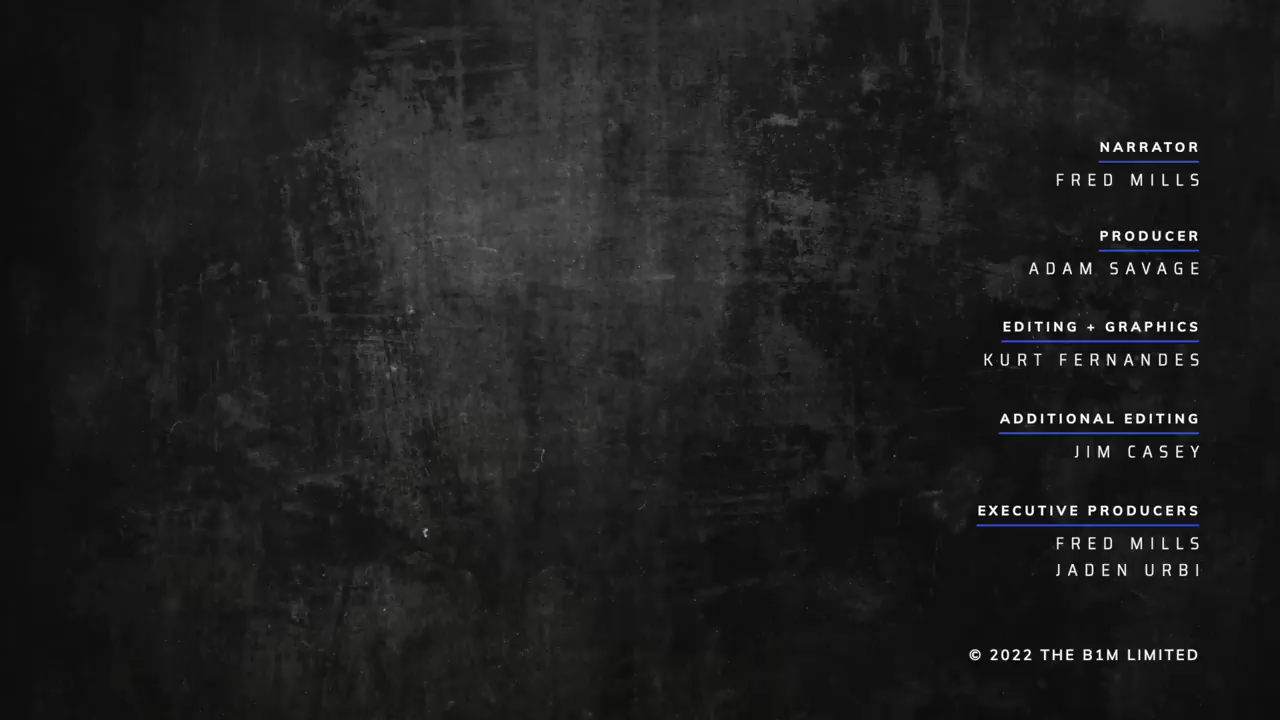 NARRATOR
FRED MILLS
PRODUCER
ADAM SAVAGE
EDITING + GRAPHICS
KURT FERNANDES
ADDITIONAL EDITING
JIM CASEY
EXECUTIVE PRODUCERS
FRED MILLS
JADEN URBI
© 2022 THE B1M LIMITED